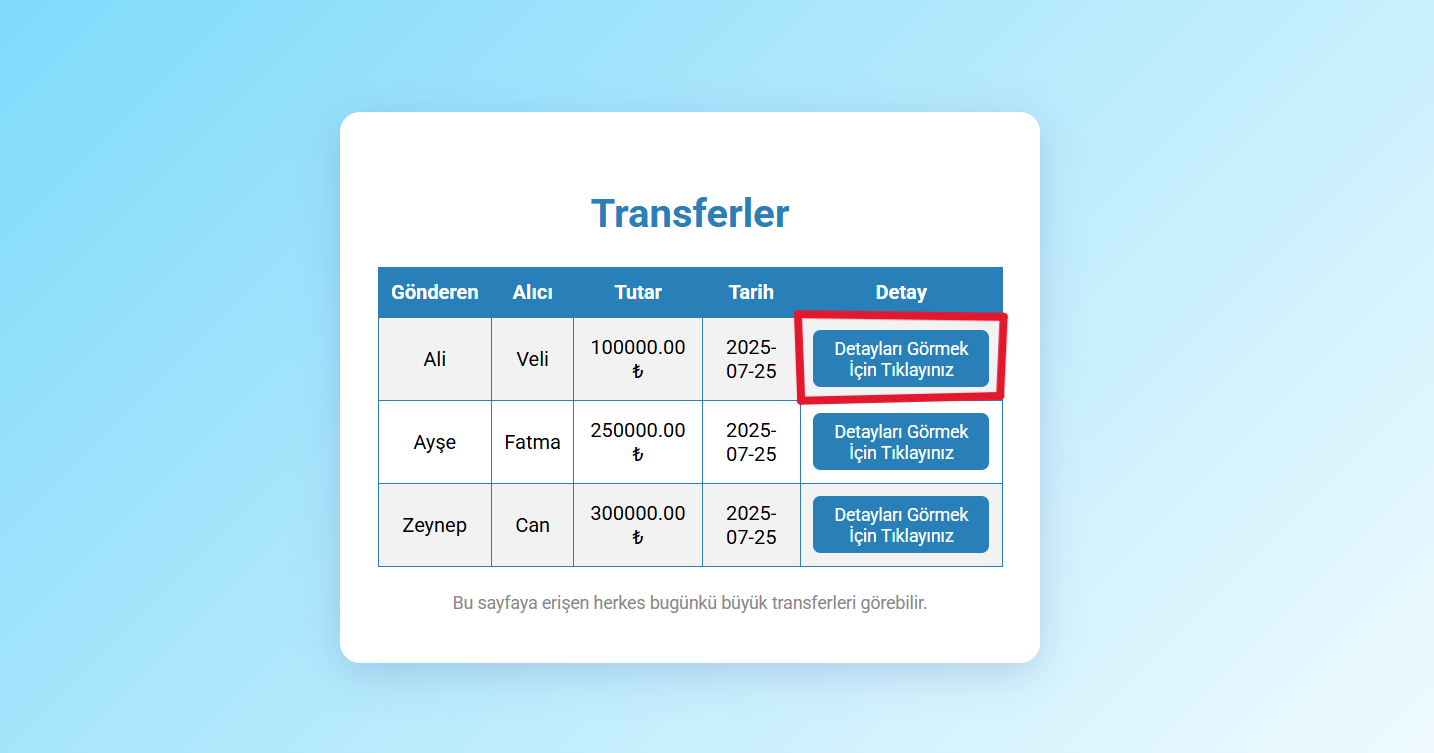 Transferler
Gönderen Alıcı Tutar Tarih Detay
Ali Veli 100000.00 ₺ 2025-07-25 Detayları Görmek İçin Tıklayınız
Ayşe Fatma 250000.00 ₺ 2025-07-25 Detayları Görmek İçin Tıklayınız
Zeynep Can 300000.00 ₺ 2025-07-25 Detayları Görmek İçin Tıklayınız
Bu sayfaya erişen herkes bugünkü büyük transferleri görebilir.